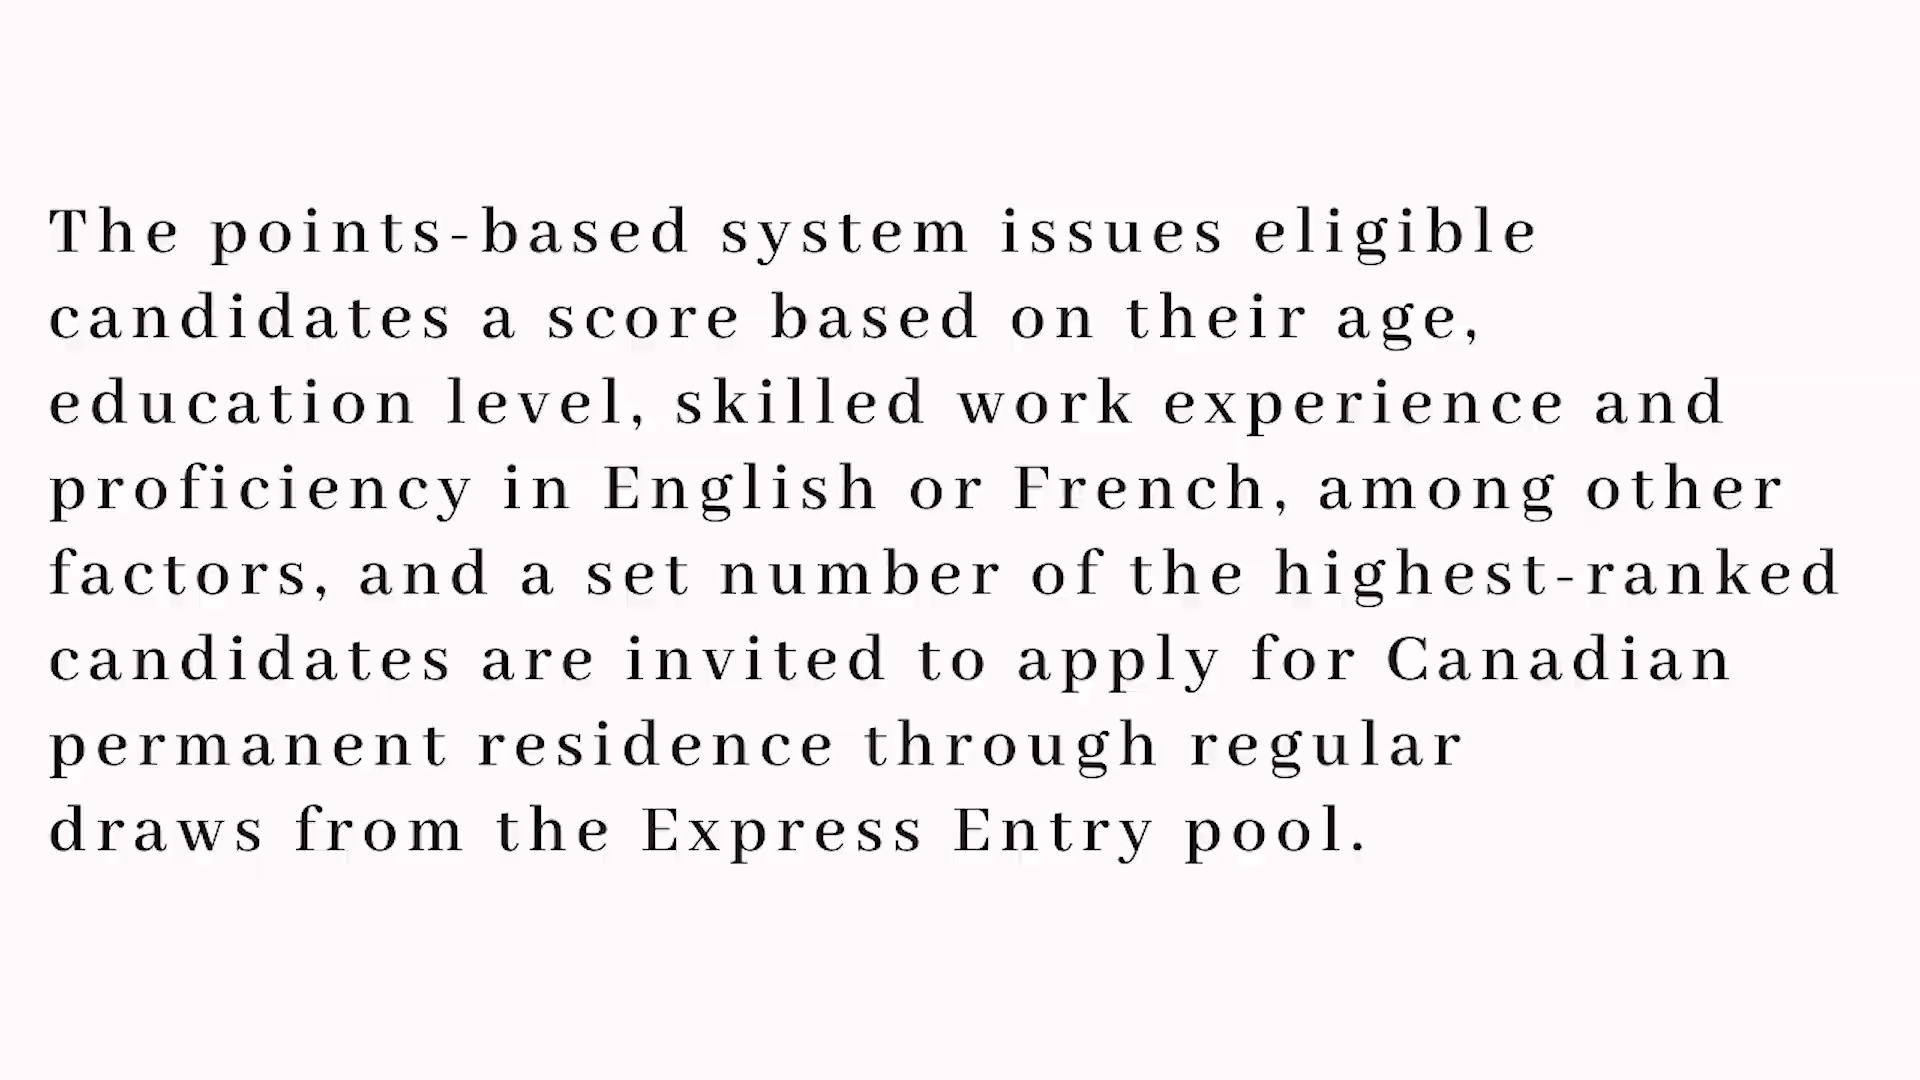 The points-based system issues eligible
candidates a score based on their age,
education level, skilled work experience and
proficiency in English or French, among other
factors, and a set number of the highest-ranked
candidates are invited to apply for Canadian
permanent residence through regular
draws from the Express Entry pool.